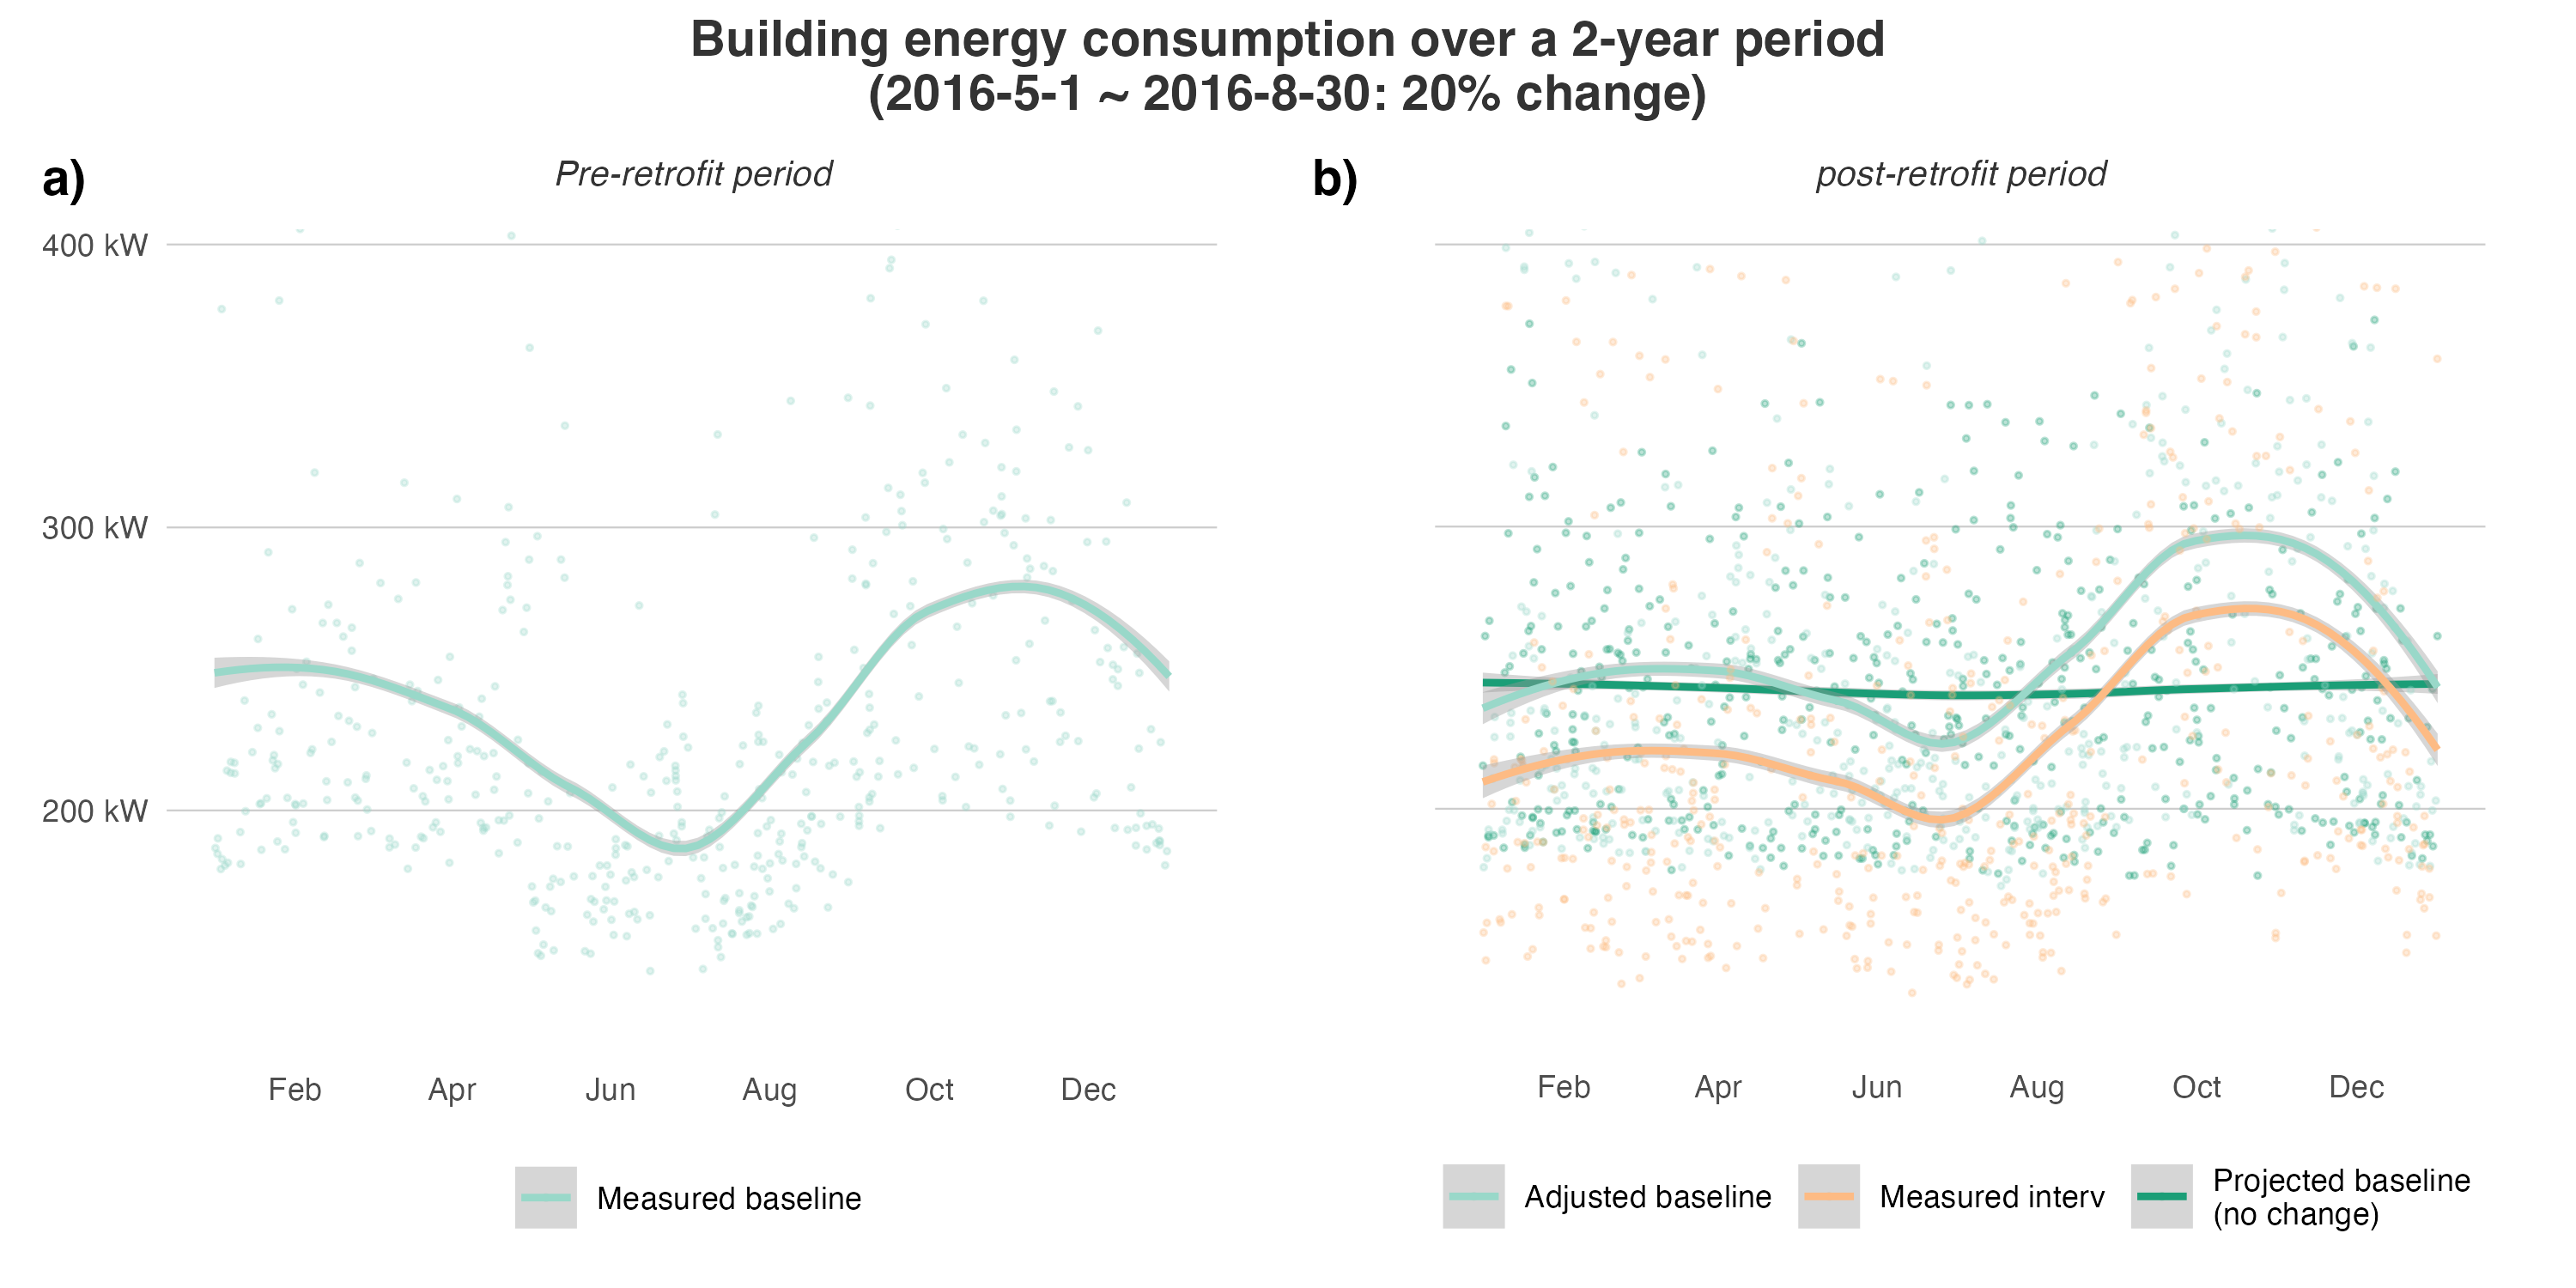 Building energy consumption over a 2-year period
(2016-5-1 ~ 2016-8-30: 20% change)
a)
Pre-retrofit period
400 kW
300 kW
200 kW
Feb Apr Jun Aug Oct Dec
Measured baseline
b)
post-retrofit period
Feb Apr Jun Aug Oct Dec
Adjusted baseline
Measured interv
Projected baseline
(no change)